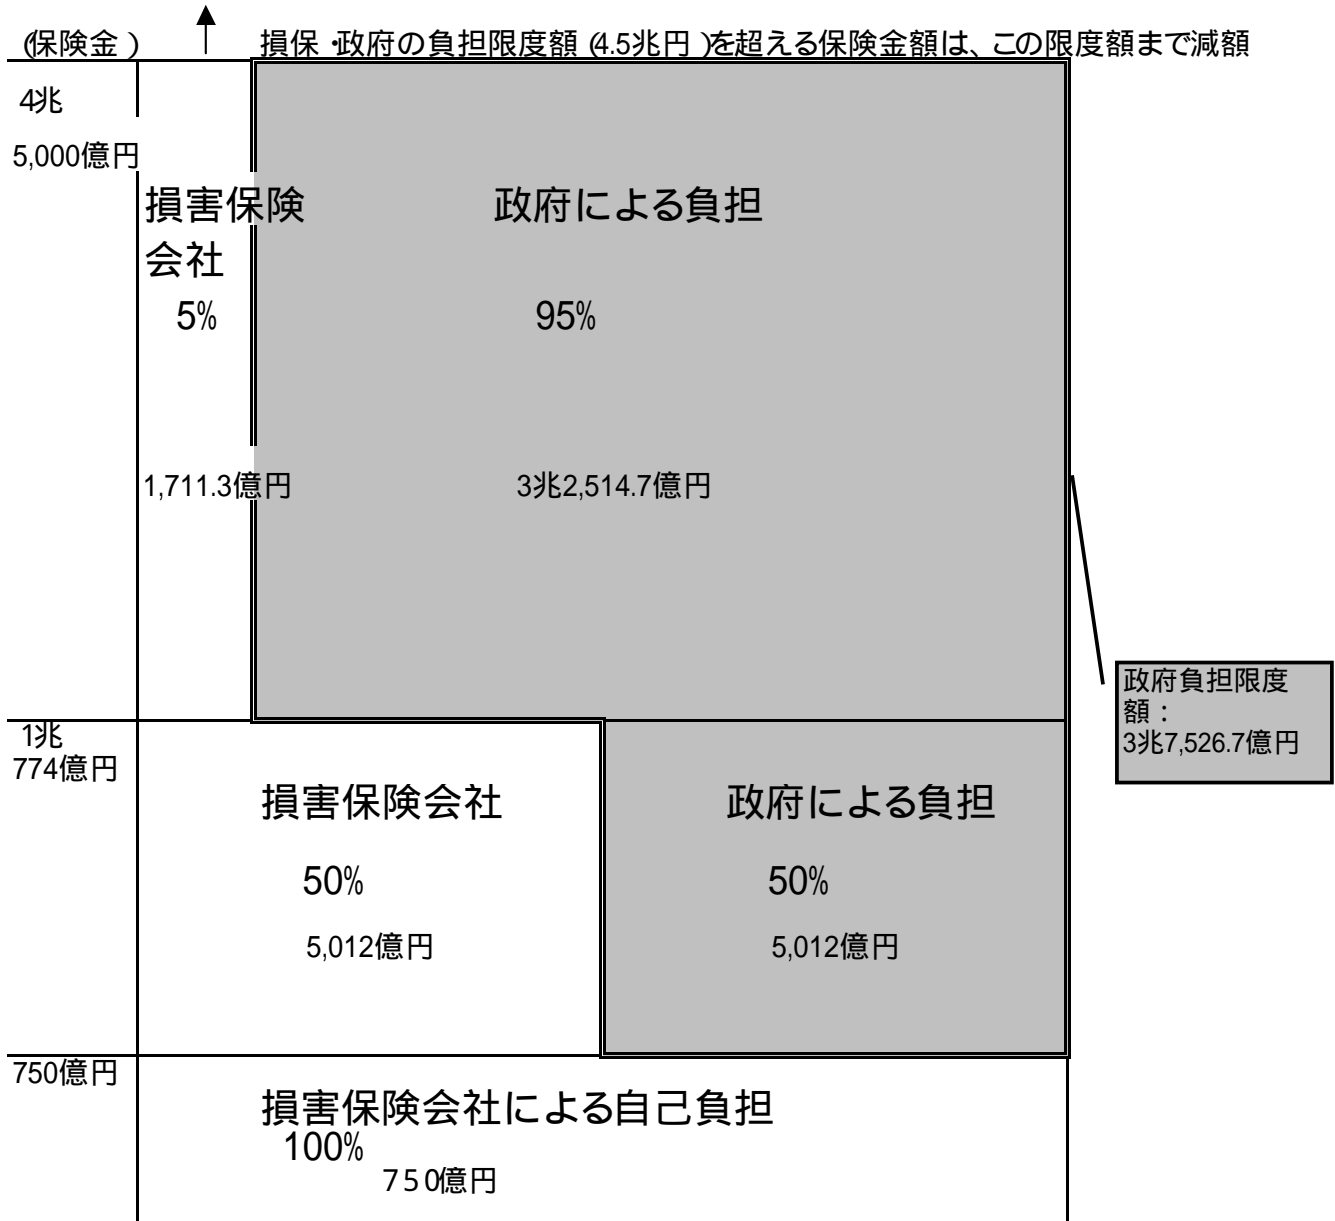 (保険金)
損保・政府の負担限度額(4.5兆円)を超える保険金額は、この限度額まで減額
4兆
5,000億円
損害保険
会社
政府による負担
5%
95%
1,711.3億円
3兆2,514.7億円
政府負担限度
額：
3兆7,526.7億円
1兆
774億円
損害保険会社
政府による負担
50%
50%
5,012億円
5,012億円
750億円
損害保険会社による自己負担
100%
750億円